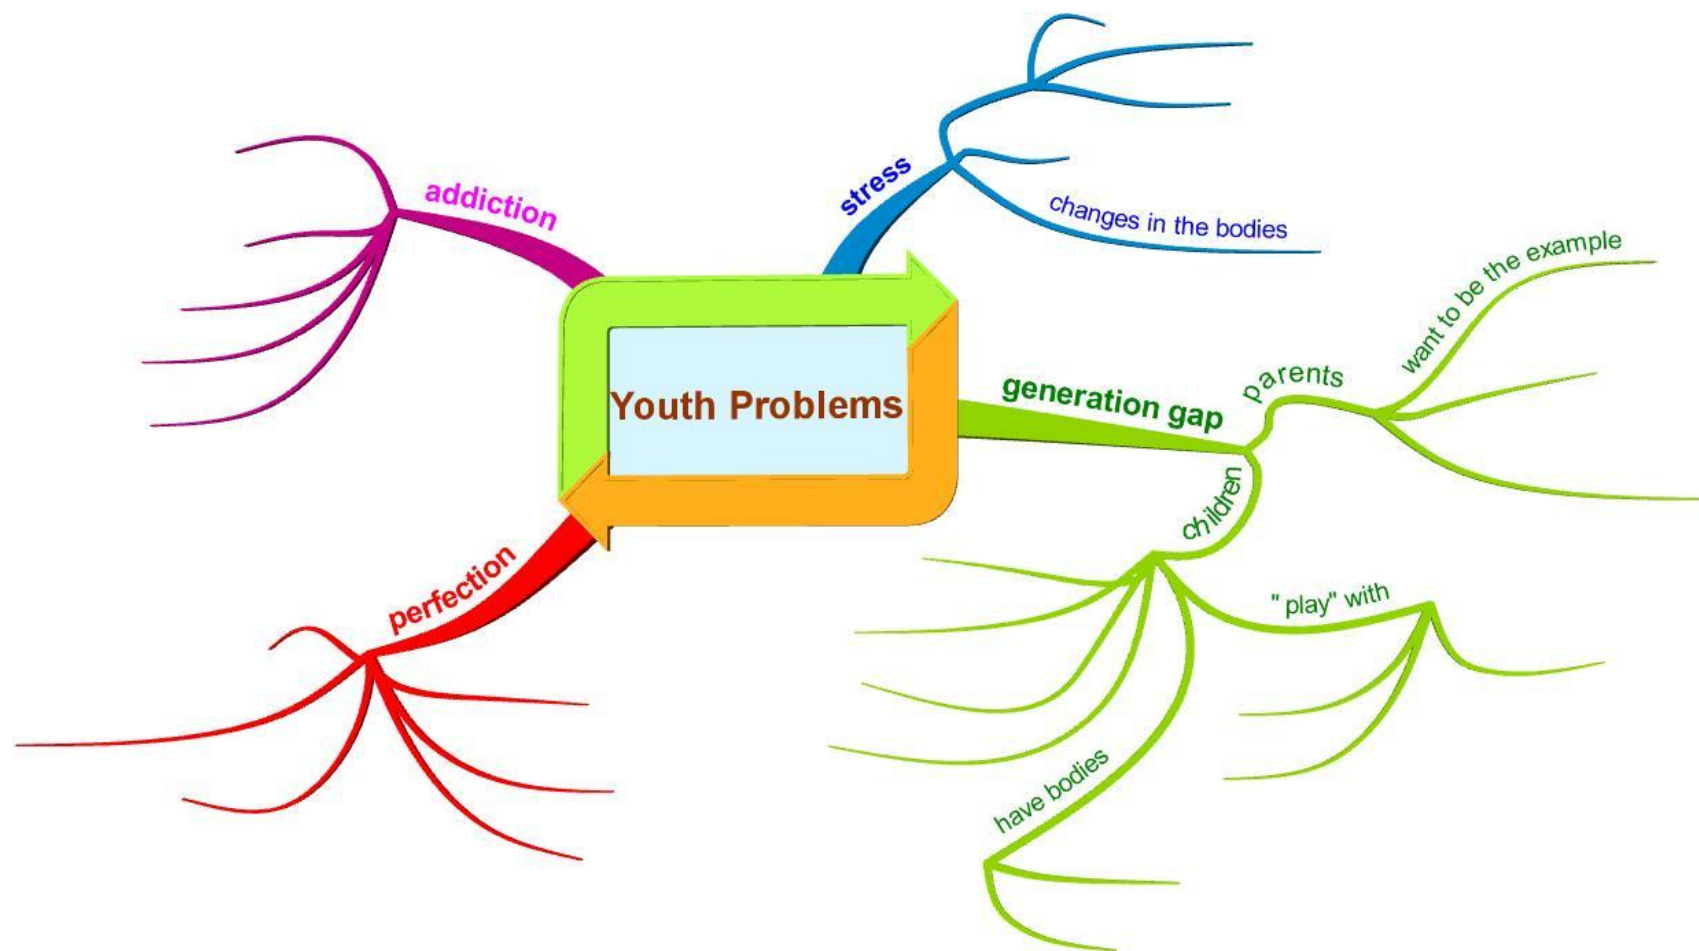 Youth Problems
addiction
stress
changes in the bodies
generation gap
parents
want to be the example
children
"play" with
have bodies
perfection